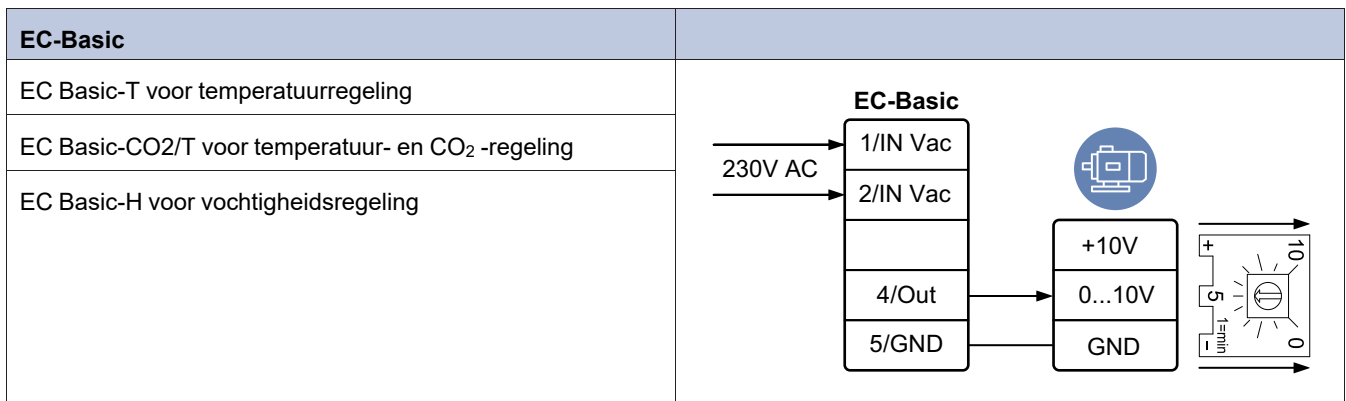 EC-Basic
EC Basic-T voor temperatuurregeling
EC Basic-CO2/T voor temperatuur- en CO₂ -regeling
EC Basic-H voor vochtigheidsregeling
EC-Basic
230V AC
1/IN Vac
2/IN Vac
4/Out
5/GND
+10V
0...10V
GND
+
10
5
1=min
-
0